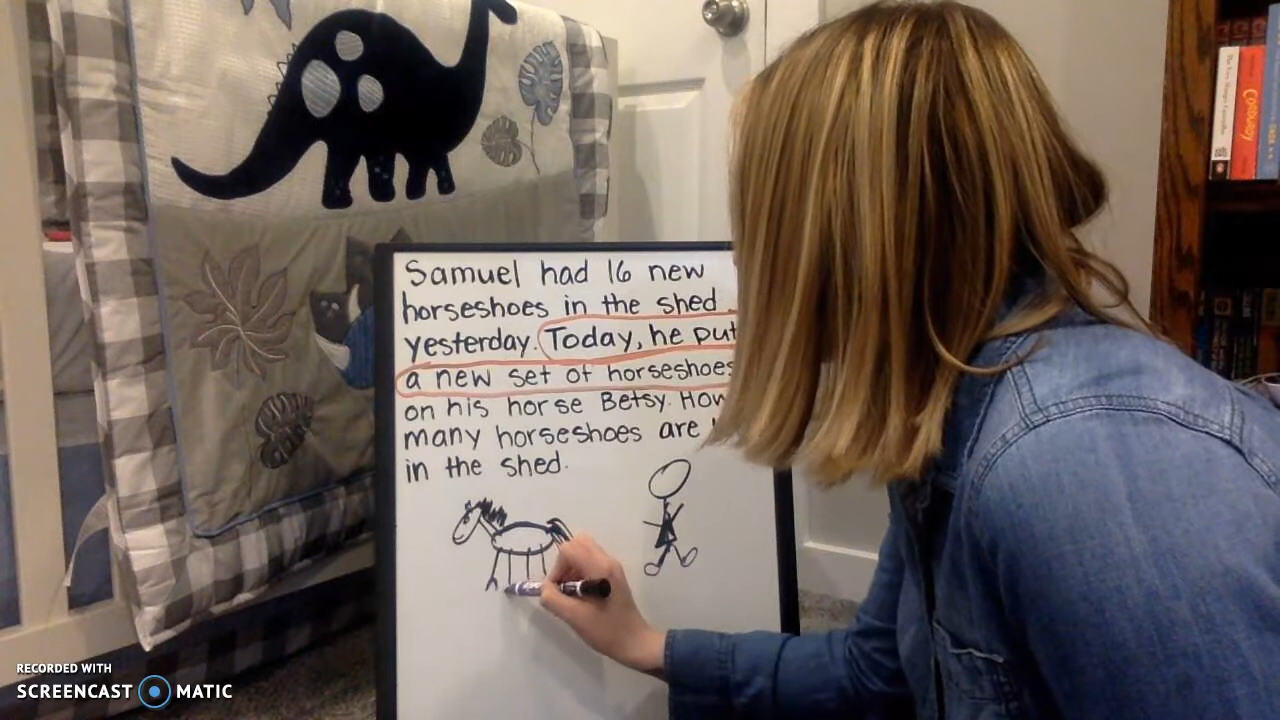 Samuel had 16 new
horseshoes in the shed
yesterday. Today, he put
a new set of horseshoes
on his horse Betsy. How
many horseshoes are
in the shed.
Corduroy
RECORDED WITH
SCREENCAST MATIC